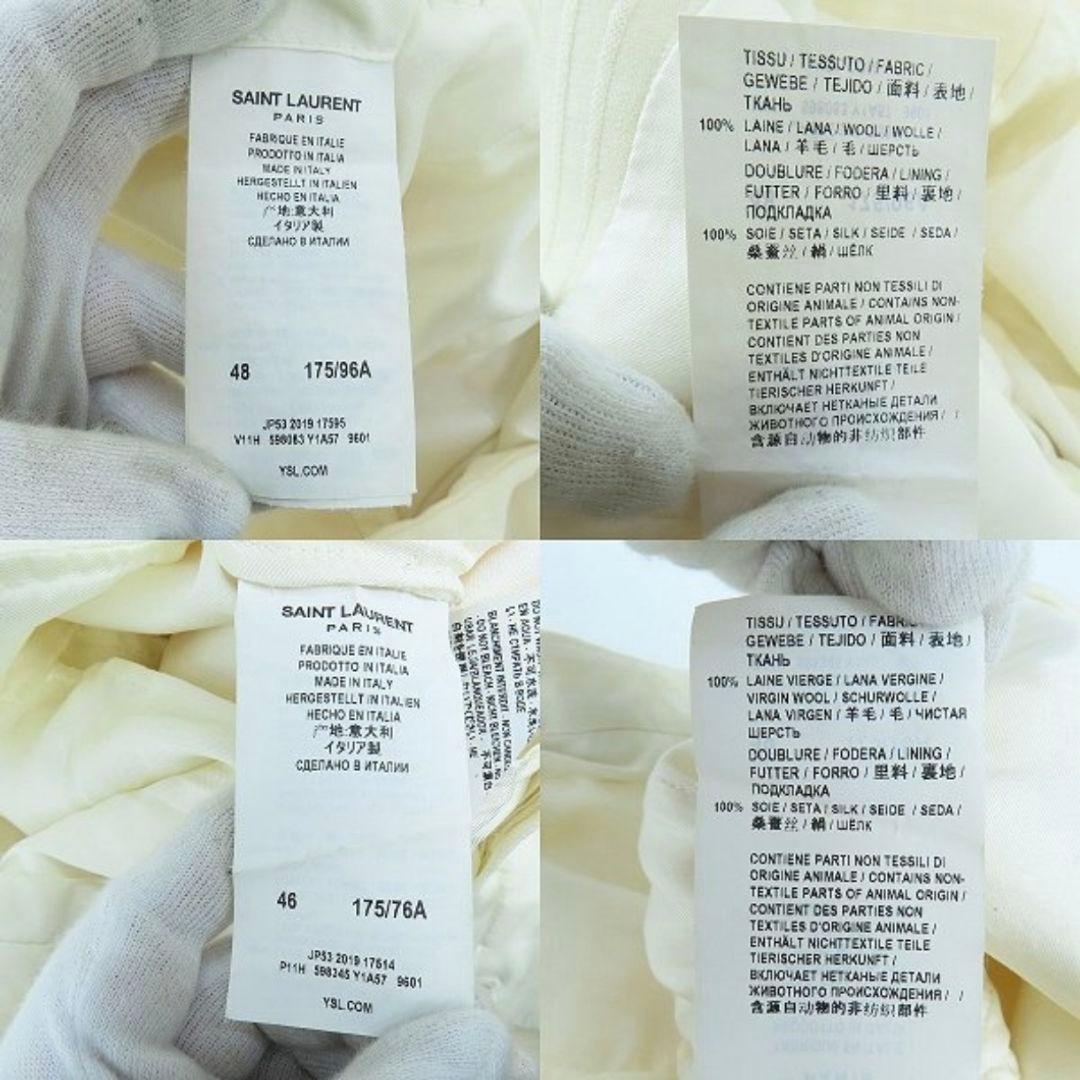 SAINT LAURENT
PARIS
FABRIQUE EN ITALIE
PRODOTTO IN ITALIA
MADE IN ITALY
HERGESTELLT IN ITALIEN
HECHO EN ITALIA
产地:意大利
イタリア製
СДЕЛАНО В ИТАЛИИ
48 175/96A
JP53 2019 17595
V11H 598083 Y1A57 9601
YSL.COM
TISSU / TESSUTO / FABRIC /
GEWEBE / TEJIDO / 面料 / 表地 /
ТКАНЬ
100% LAINE / LANA / WOOL / WOLLE /
LANA / 羊毛 / 毛 / ШЕРСТЬ
DOUBLURE / FODERA / LINING /
FUTTER / FORRO / 里料 / 裏地 /
ПОДКЛАДКА
100% SOIE / SETA / SILK / SEIDE / SEDA /
桑蚕丝 / 絹 / ШЁЛК
CONTIENE PARTI NON TESSILI DI
ORIGINE ANIMALE / CONTAINS NON-
TEXTILE PARTS OF ANIMAL ORIGIN /
CONTIENT DES PARTIES NON
TEXTILES D'ORIGINE ANIMALE /
ENTHÄLT NICHTTEXTILE TEILE
TIERISCHER HERKUNFT /
ВКЛЮЧАЕТ НЕТКАНЫЕ ДЕТАЛИ
ЖИВОТНОГО ПРОИСХОЖДЕНИЯ / /
含源自动物的非纺织部件
SAINT LAURENT
PARIS
FABRIQUE EN ITALIE
PRODOTTO IN ITALIA
MADE IN ITALY
HERGESTELLT IN ITALIEN
HECHO EN ITALIA
产地:意大利
イタリア製
СДЕЛАНО В ИТАЛИИ
46 175/76A
JP53 2019 17514
P11H 598345 Y1A57 9601
YSL.COM
DO NOT BLEACH
TISSU / TESSUTO /
GEWEBE / TEJIDO / 面料 / 表地 /
ТКАНЬ
100% LAINE VIERGE / LANA VERGINE /
VIRGIN WOOL / SCHURWOLLE /
LANA VIRGEN / 羊毛 / 毛 / ЧИСТАЯ
ШЕРСТЬ
DOUBLURE / FODERA / LINING /
FUTTER / FORRO / 里料 / 裏地 /
ПОДКЛАДКА
100% SOIE / SETA / SILK / SEIDE / SEDA /
桑蚕丝 / 絹 / ШЁЛК
CONTIENE PARTI NON TESSILI DI
ORIGINE ANIMALE / CONTAINS NON-
TEXTILE PARTS OF ANIMAL ORIGIN /
CONTIENT DES PARTIES NON
TEXTILES D'ORIGINE ANIMALE /
ENTHÄLT NICHTTEXTILE TEILE
TIERISCHER HERKUNFT /
ВКЛЮЧАЕТ НЕТКАНЫЕ ДЕТАЛИ
ЖИВОТНОГО ПРОИСХОЖДЕНИЯ / /
含源自动物的非纺织部件